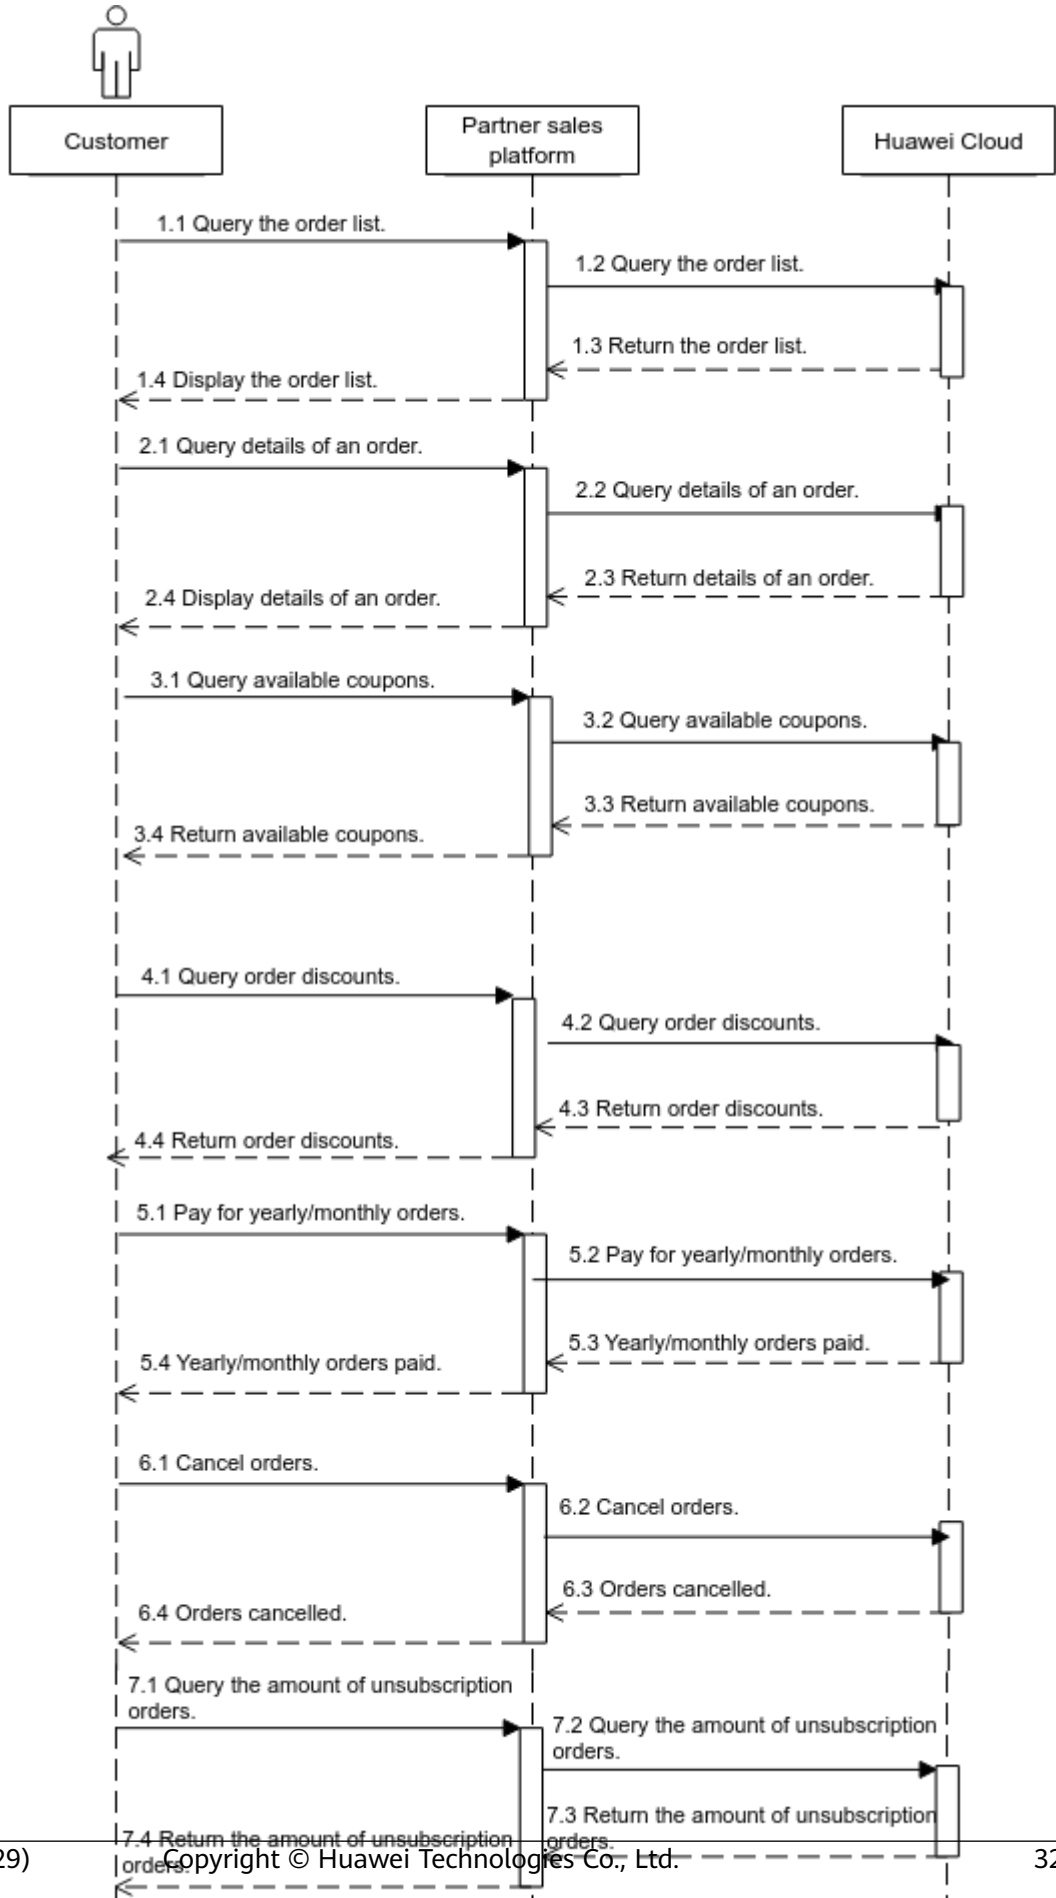 Customer
Partner sales
platform
Huawei Cloud
1.1 Query the order list.
1.2 Query the order list.
1.3 Return the order list.
1.4 Display the order list.
2.1 Query details of an order.
2.2 Query details of an order.
2.3 Return details of an order.
2.4 Display details of an order.
3.1 Query available coupons.
3.2 Query available coupons.
3.3 Return available coupons.
3.4 Return available coupons.
4.1 Query order discounts.
4.2 Query order discounts.
4.3 Return order discounts.
4.4 Return order discounts.
5.1 Pay for yearly/monthly orders.
5.2 Pay for yearly/monthly orders.
5.3 Yearly/monthly orders paid.
5.4 Yearly/monthly orders paid.
6.1 Cancel orders.
6.2 Cancel orders.
6.3 Orders cancelled.
6.4 Orders cancelled.
7.1 Query the amount of unsubscription
orders.
7.2 Query the amount of unsubscription
orders.
7.3 Return the amount of unsubscription
orders.
7.4 Return the amount of unsubscription
orders.
29) Copyright © Huawei Technologies Co., Ltd. 32